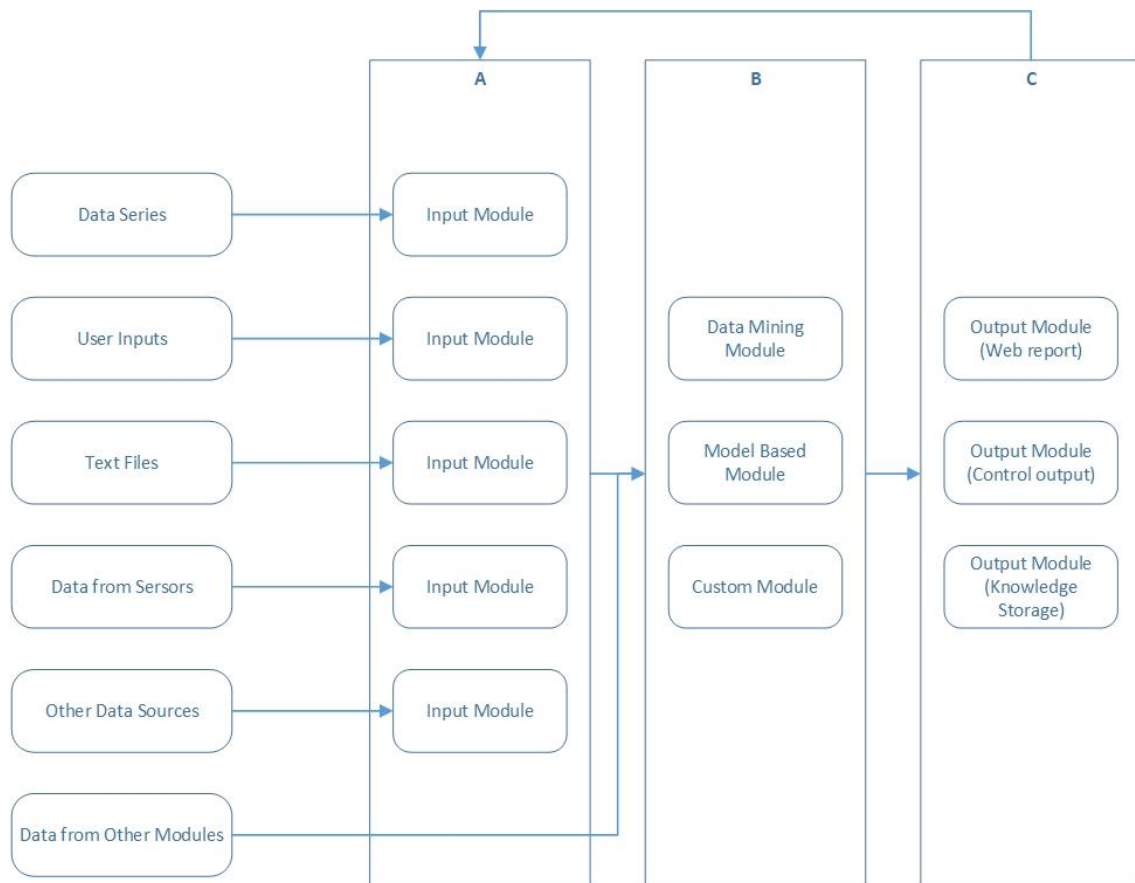 A
B
C
Data Series
Input Module
User Inputs
Input Module
Data Mining
Module
Output Module
(Web report)
Text Files
Input Module
Model Based
Module
Output Module
(Control output)
Data from Sersors
Input Module
Custom Module
Output Module
(Knowledge
Storage)
Other Data Sources
Input Module
Data from Other Modules